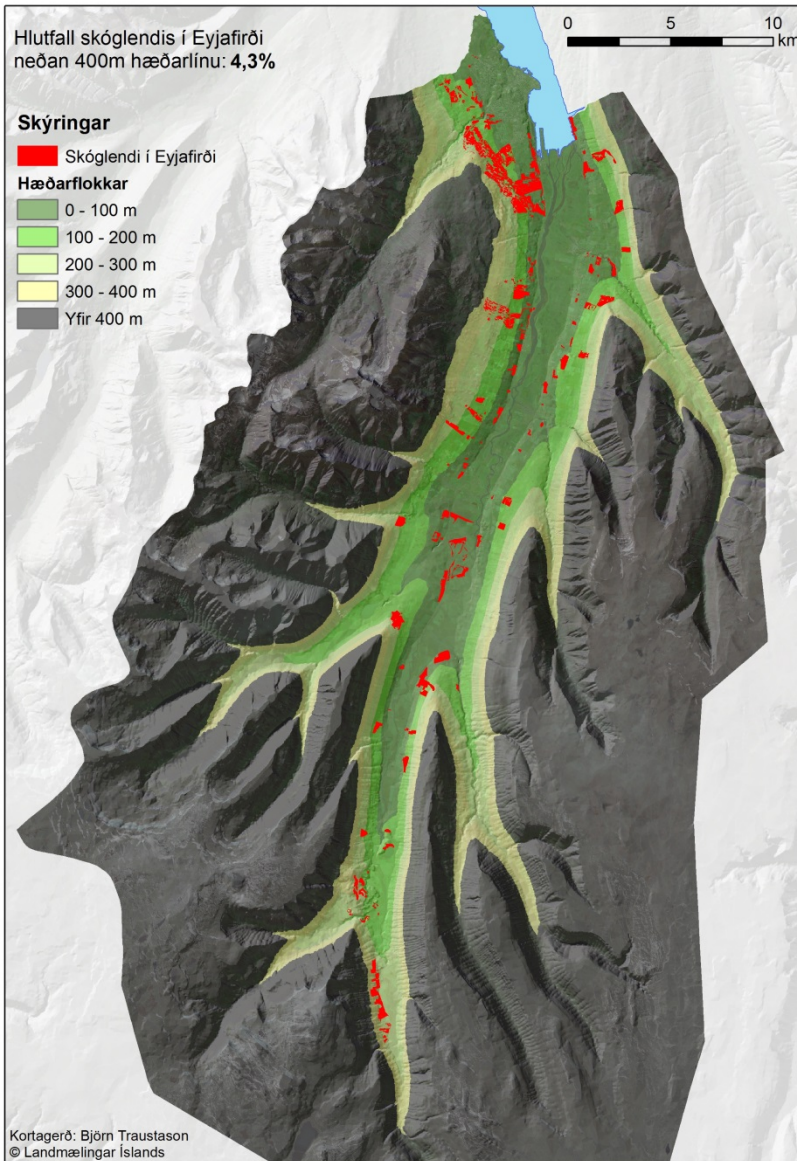 Hlutfall skóglendis í Eyjafirði
neðan 400m hæðarlínu: 4,3%
0 5 10
km
Skýringar
Skóglendi í Eyjafirði
Hæðarflokkar
0 - 100 m
100 - 200 m
200 - 300 m
300 - 400 m
Yfir 400 m
Kortagerð: Björn Traustason
© Landmælingar Íslands